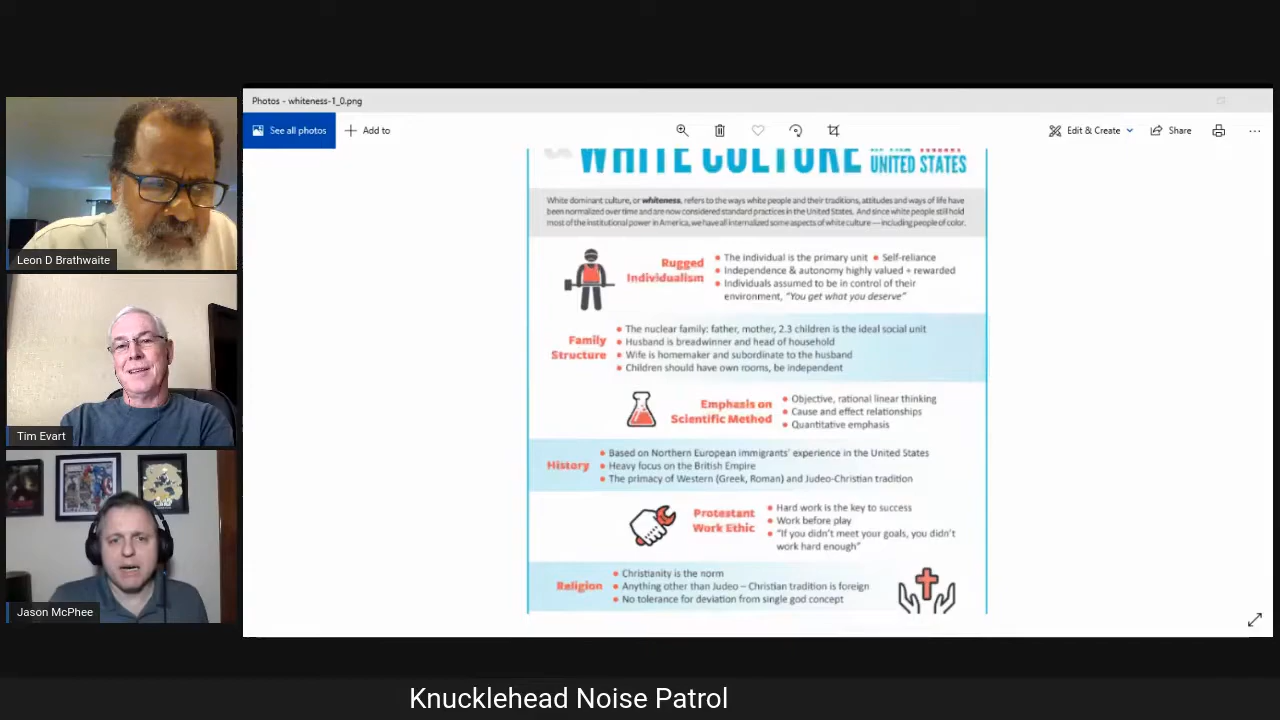 Photos - whiteness-1_0.png
See all photos
Add to
Edit & Create
Share
WHITE CULTURE
UNITED STATES
White dominant culture, or whiteness, refers to the ways white people and their traditions, attitudes and ways of life have
been normalized over time and are now considered standard practices in the United States. And since white people still hold
most of the institutional power in America, we have all internalized some aspects of white culture — including people of color.
Rugged
Individualism
• The individual is the primary unit • Self-reliance
• Independence & autonomy highly valued + rewarded
• Individuals assumed to be in control of their
environment, "You get what you deserve"
Family
Structure
• The nuclear family: father, mother, 2.3 children is the ideal social unit
• Husband is breadwinner and head of household
• Wife is homemaker and subordinate to the husband
• Children should have own rooms, be independent
Emphasis on
Scientific Method
• Objective, rational linear thinking
• Cause and effect relationships
• Quantitative emphasis
History
• Based on Northern European immigrants' experience in the United States
• Heavy focus on the British Empire
• The primacy of Western (Greek, Roman) and Judeo-Christian tradition
Protestant
Work Ethic
• Hard work is the key to success
• Work before play
• "If you didn't meet your goals, you didn't
work hard enough"
Religion
• Christianity is the norm
• Anything other than Judeo – Christian tradition is foreign
• No tolerance for deviation from single god concept
Leon D Brathwaite
Tim Evart
Jason McPhee
Knucklehead Noise Patrol